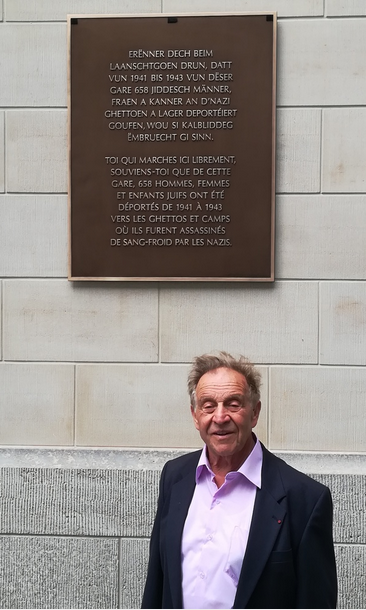 ERËNNER DECH BEIM
LAANSCHTGOEN DRUN, DATT
VUN 1941 BIS 1943 VUN DËSER
GARE 658 JIDDESCH MÄNNER,
FRAEN A KANNER AN D'NAZI
GHETTOEN A LAGER DEPORTÉIERT
GOUFEN, WOU SI KALBLIDDEG
ËMBRUECHT GI SINN.
TOI QUI MARCHES ICI LIBREMENT,
SOUVIENS-TOI QUE DE CETTE
GARE, 658 HOMMES, FEMMES
ET ENFANTS JUIFS ONT ÉTÉ
DÉPORTÉS DE 1941 À 1943
VERS LES GHETTOS ET CAMPS
OÙ ILS FURENT ASSASSINÉS
DE SANG-FROID PAR LES NAZIS.